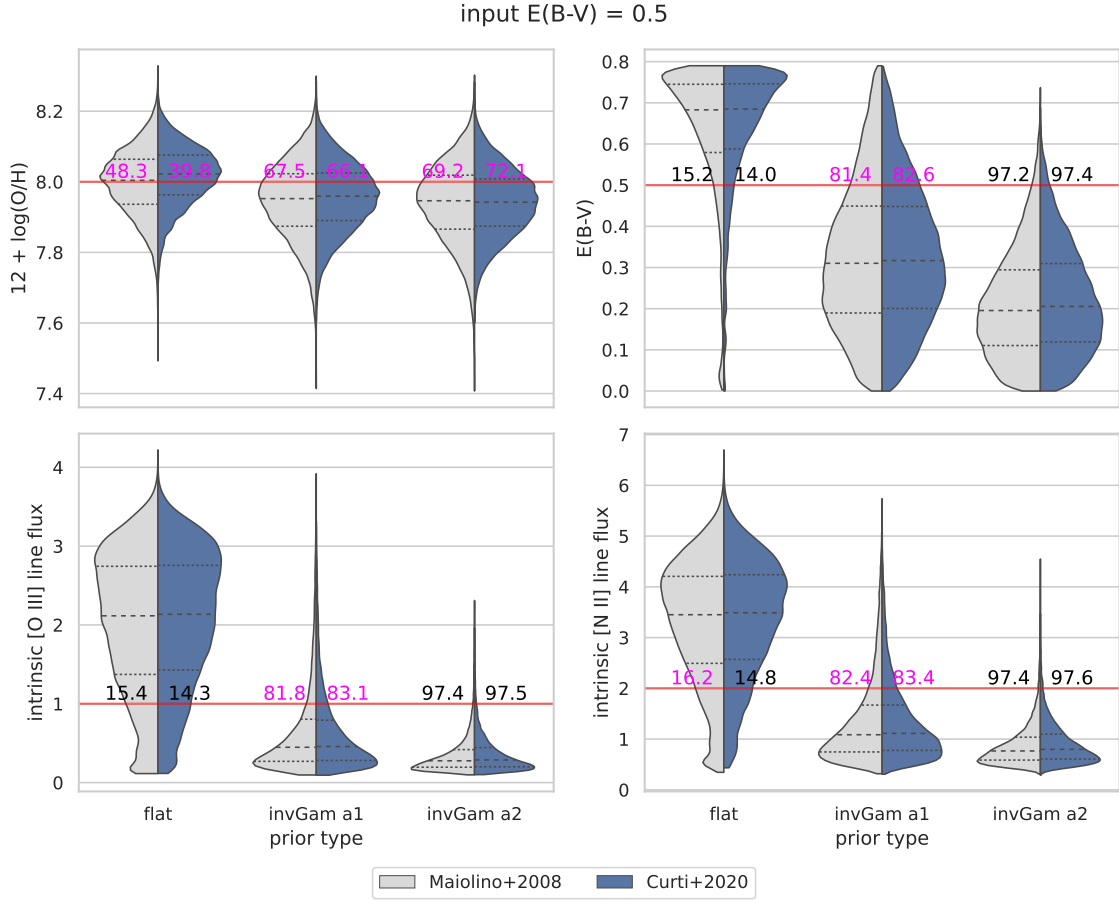 input E(B-V) = 0.5
12 + log(O/H)
8.2
8.0
7.8
7.6
7.4
48.3 39.8 67.5 66.1 69.2 72.1
E(B-V)
0.8
0.7
0.6
0.5
0.4
0.3
0.2
0.1
0.0
15.2 14.0 81.4 82.6 97.2 97.4
intrinsic [O III] line flux
4
3
2
1
0
15.4 14.3 81.8 83.1 97.4 97.5
flat invGam a1 invGam a2
prior type
intrinsic [N II] line flux
7
6
5
4
3
2
1
0
16.2 14.8 82.4 83.4 97.4 97.6
flat invGam a1 invGam a2
prior type
Maiolino+2008 Curti+2020